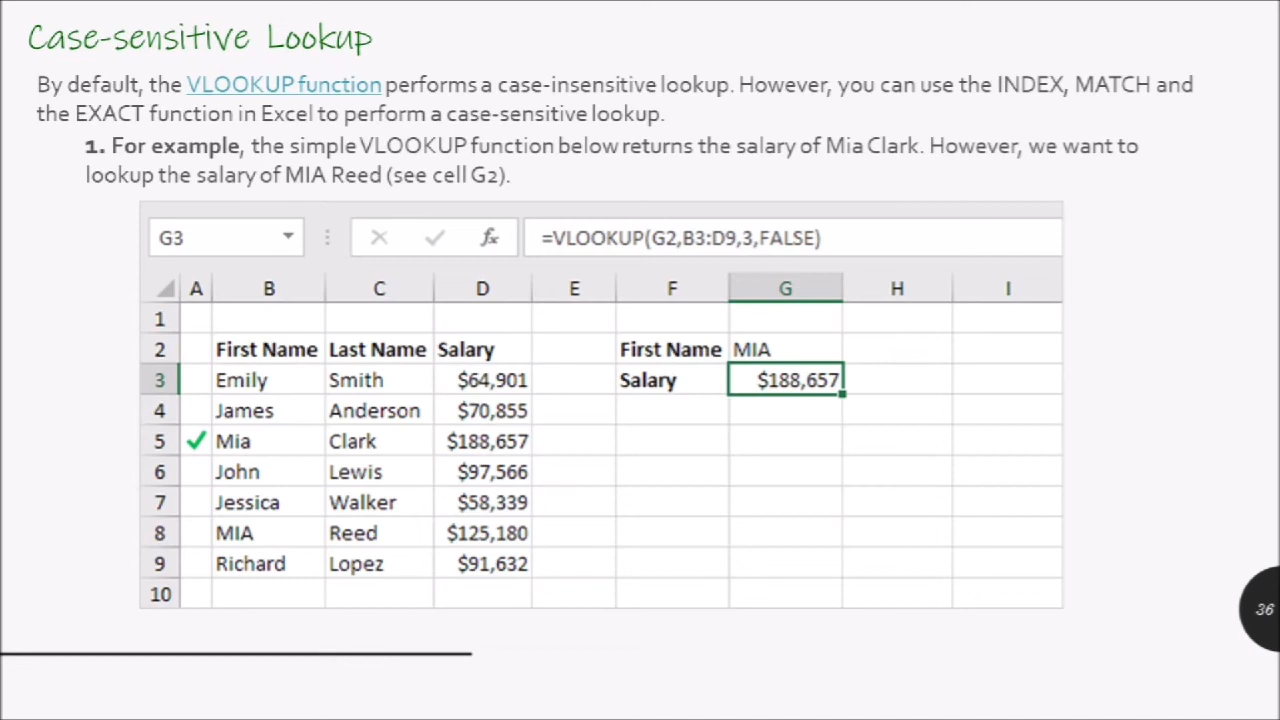 Case-sensitive Lookup
By default, the VLOOKUP function performs a case-insensitive lookup. However, you can use the INDEX, MATCH and
the EXACT function in Excel to perform a case-sensitive lookup.
1. For example, the simple VLOOKUP function below returns the salary of Mia Clark. However, we want to
lookup the salary of MIA Reed (see cell G2).
G3 fx =VLOOKUP(G2,B3:D9,3,FALSE)
A B C D E F G H I
1
2 First Name Last Name Salary First Name MIA
3 Emily Smith $64,901 Salary $188,657
4 James Anderson $70,855
5 Mia Clark $188,657
6 John Lewis $97,566
7 Jessica Walker $58,339
8 MIA Reed $125,180
9 Richard Lopez $91,632
10
36